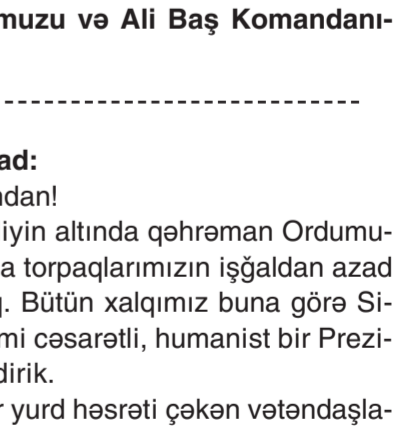 muzu və Ali Baş Komandanı-
----------------------------
ad:
ndan!
iyin altında qəhrəman Ordumu-
a torpaqlarımızın işğaldan azad
. Bütün xalqımız buna görə Si-
mi cəsarətli, humanist bir Prezi-
dirik.
r yurd həsrəti çəkən vətəndaşla-